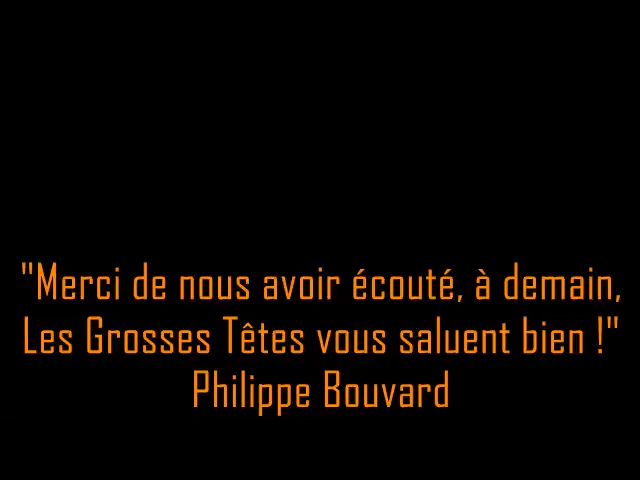 "Merci de nous avoir écouté, à demain,
Les Grosses Têtes vous saluent bien !"
Philippe Bouvard